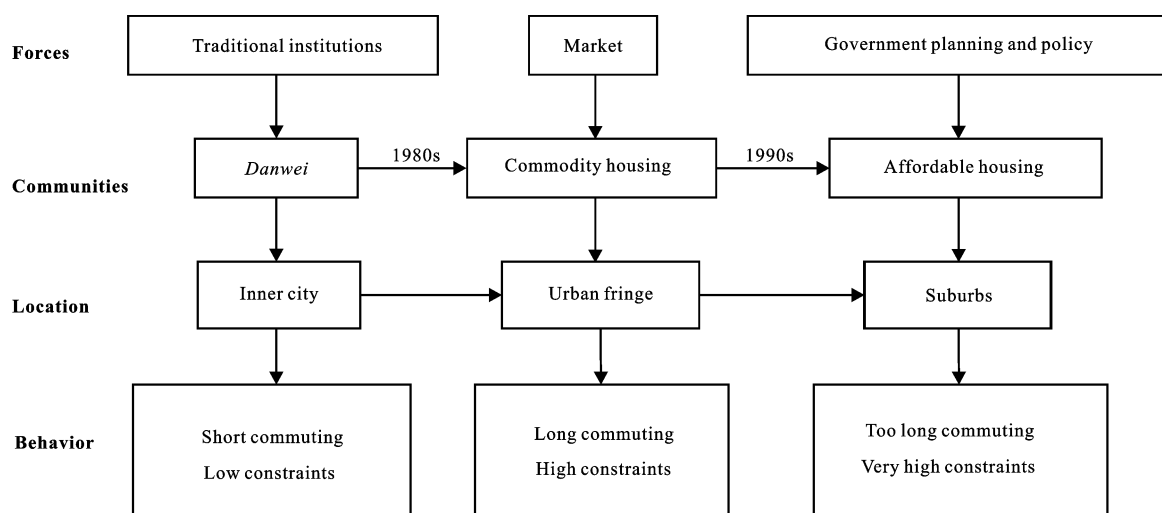 Forces
Traditional institutions
Market
Government planning and policy
Communities
Danwei
1980s
Commodity housing
1990s
Affordable housing
Location
Inner city
Urban fringe
Suburbs
Behavior
Short commuting
Low constraints
Long commuting
High constraints
Too long commuting
Very high constraints